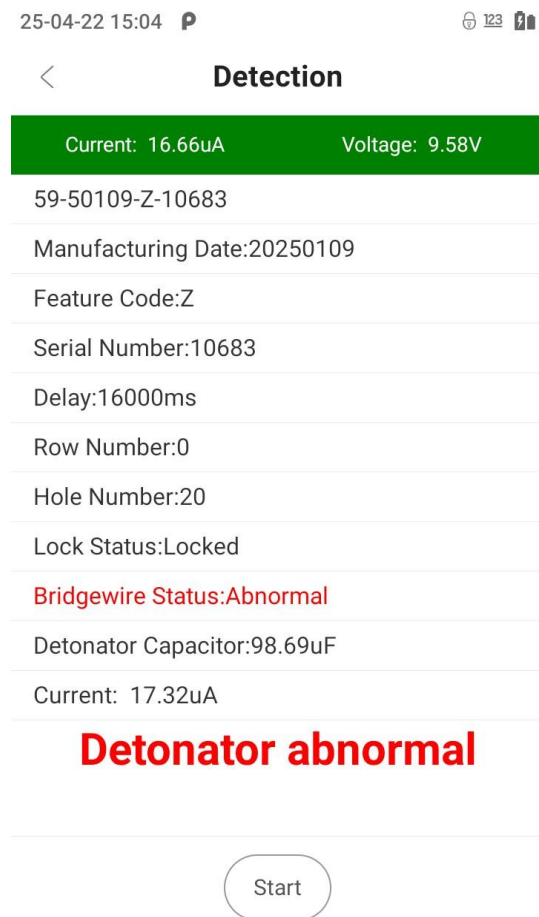 25-04-22 15:04 P 123
Detection
Current: 16.66uA Voltage: 9.58V
59-50109-Z-10683
Manufacturing Date:20250109
Feature Code:Z
Serial Number:10683
Delay:16000ms
Row Number:0
Hole Number:20
Lock Status:Locked
Bridgewire Status:Abnormal
Detonator Capacitor:98.69uF
Current: 17.32uA
Detonator abnormal
Start